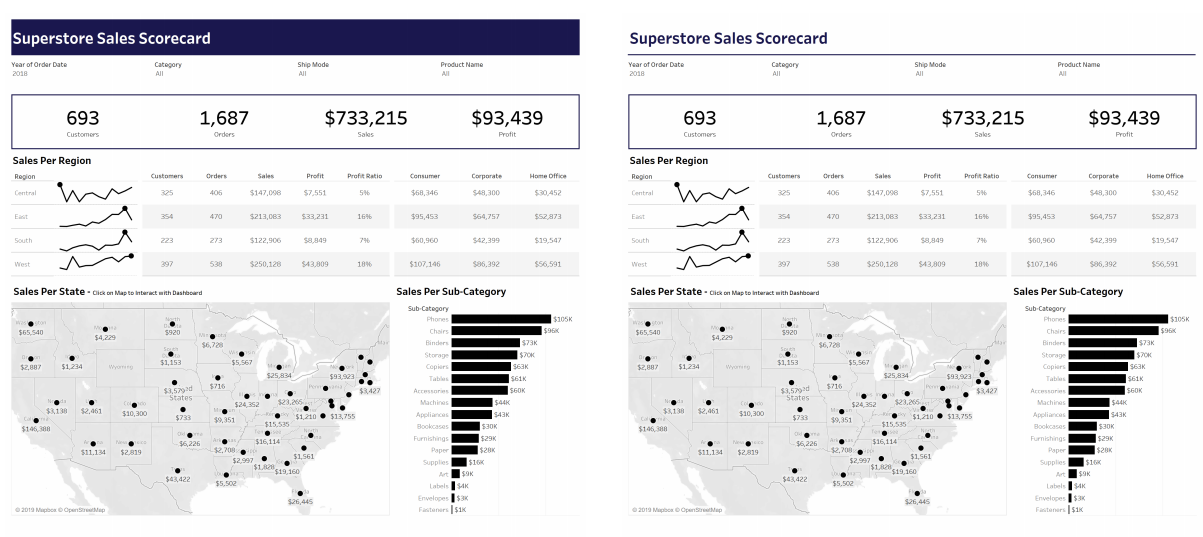 Superstore Sales Scorecard
Year of Order Date Category Ship Mode Product Name
2018 All All All
693 1,687 $733,215 $93,439
Customers Orders Sales Profit
Sales Per Region
Region Customers Orders Sales Profit Profit Ratio Consumer Corporate Home Office
Central 325 406 $147,098 $7,551 5% $68,346 $48,300 $30,452
East 354 470 $213,083 $33,231 16% $95,453 $64,757 $52,873
South 223 273 $122,906 $8,849 7% $60,960 $42,399 $19,547
West 397 538 $250,128 $43,809 18% $107,146 $86,392 $56,591
Sales Per State - Click on Map to Interact with Dashboard
$65,540
$4,229
$920
$6,728
$2,887
$1,234
Wyoming
$1,153
$5,567
$25,834
$93,923
$3,427
$3,579
States
$716
$3,138
$2,461
$10,300
$733
$24,352
$23,265
$9,351
$1,210
$13,755
$146,388
$15,535
$11,134
$2,819
$6,226
$2,708
$16,114
$1,561
$2,997
$1,828
$19,160
$43,422
$5,502
$26,445
© 2019 Mapbox © OpenStreetMap
Sales Per Sub-Category
Sub-Category
Phones $105K
Chairs $96K
Binders $73K
Storage $70K
Copiers $63K
Tables $61K
Accessories $60K
Machines $44K
Appliances $43K
Bookcases $30K
Furnishings $29K
Paper $28K
Supplies $16K
Art $9K
Labels $4K
Envelopes $3K
Fasteners $1K
Superstore Sales Scorecard
Year of Order Date Category Ship Mode Product Name
2018 All All All
693 1,687 $733,215 $93,439
Customers Orders Sales Profit
Sales Per Region
Region Customers Orders Sales Profit Profit Ratio Consumer Corporate Home Office
Central 325 406 $147,098 $7,551 5% $68,346 $48,300 $30,452
East 354 470 $213,083 $33,231 16% $95,453 $64,757 $52,873
South 223 273 $122,906 $8,849 7% $60,960 $42,399 $19,547
West 397 538 $250,128 $43,809 18% $107,146 $86,392 $56,591
Sales Per State - Click on Map to Interact with Dashboard
$65,540
$4,229
$920
$6,728
$2,887
$1,234
Wyoming
$1,153
$5,567
$25,834
$93,923
$3,427
$3,579
States
$716
$3,138
$2,461
$10,300
$733
$24,352
$23,265
$9,351
$1,210
$13,755
$146,388
$15,535
$11,134
$2,819
$6,226
$2,708
$16,114
$1,561
$2,997
$1,828
$19,160
$43,422
$5,502
$26,445
© 2019 Mapbox © OpenStreetMap
Sales Per Sub-Category
Sub-Category
Phones $105K
Chairs $96K
Binders $73K
Storage $70K
Copiers $63K
Tables $61K
Accessories $60K
Machines $44K
Appliances $43K
Bookcases $30K
Furnishings $29K
Paper $28K
Supplies $16K
Art $9K
Labels $4K
Envelopes $3K
Fasteners $1K